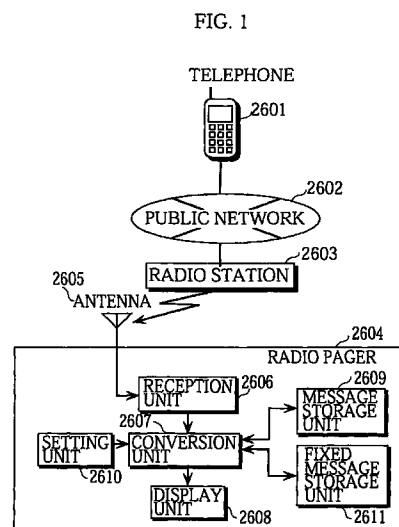 FIG. 1
TELEPHONE
2601
2602
PUBLIC NETWORK
2603
RADIO STATION
2605
ANTENNA
2604
RADIO PAGER
RECEPTION
UNIT
2606
2609
MESSAGE
STORAGE
UNIT
2607
SETTING
UNIT
2610
CONVERSION
UNIT
FIXED
MESSAGE
STORAGE
UNIT
2611
DISPLAY
UNIT
2608